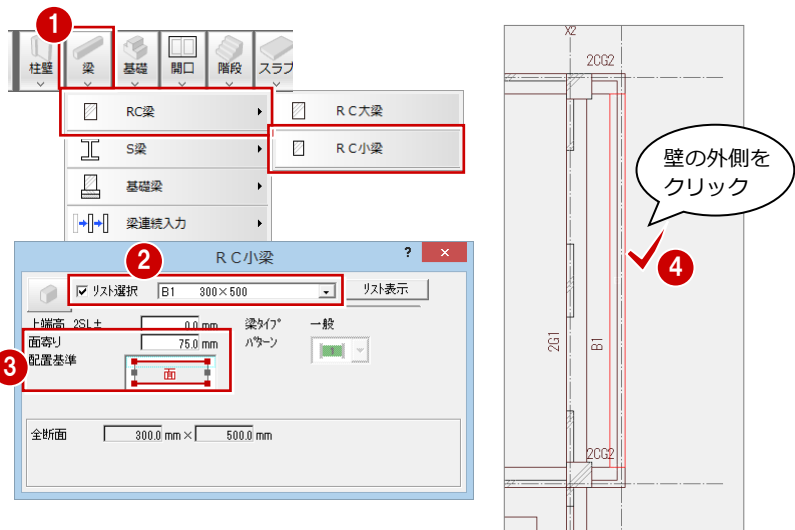 1
柱壁
梁
基礎
開口
階段
スラブ
RC梁
S梁
基礎梁
梁連続入力
ＲＣ大梁
ＲＣ小梁
ＲＣ小梁
?
×
2
リスト選択
B1 300×500
リスト表示
上端高 2SL±
0.0 mm
梁ﾀｲﾌﾟ
一般
3
面寄り
75.0 mm
ﾊﾟﾀｰﾝ
配置基準
面
全断面
300.0 mm × 500.0 mm
X2
2CG2
壁の外側を
クリック
4
2G1
B1
2CG2